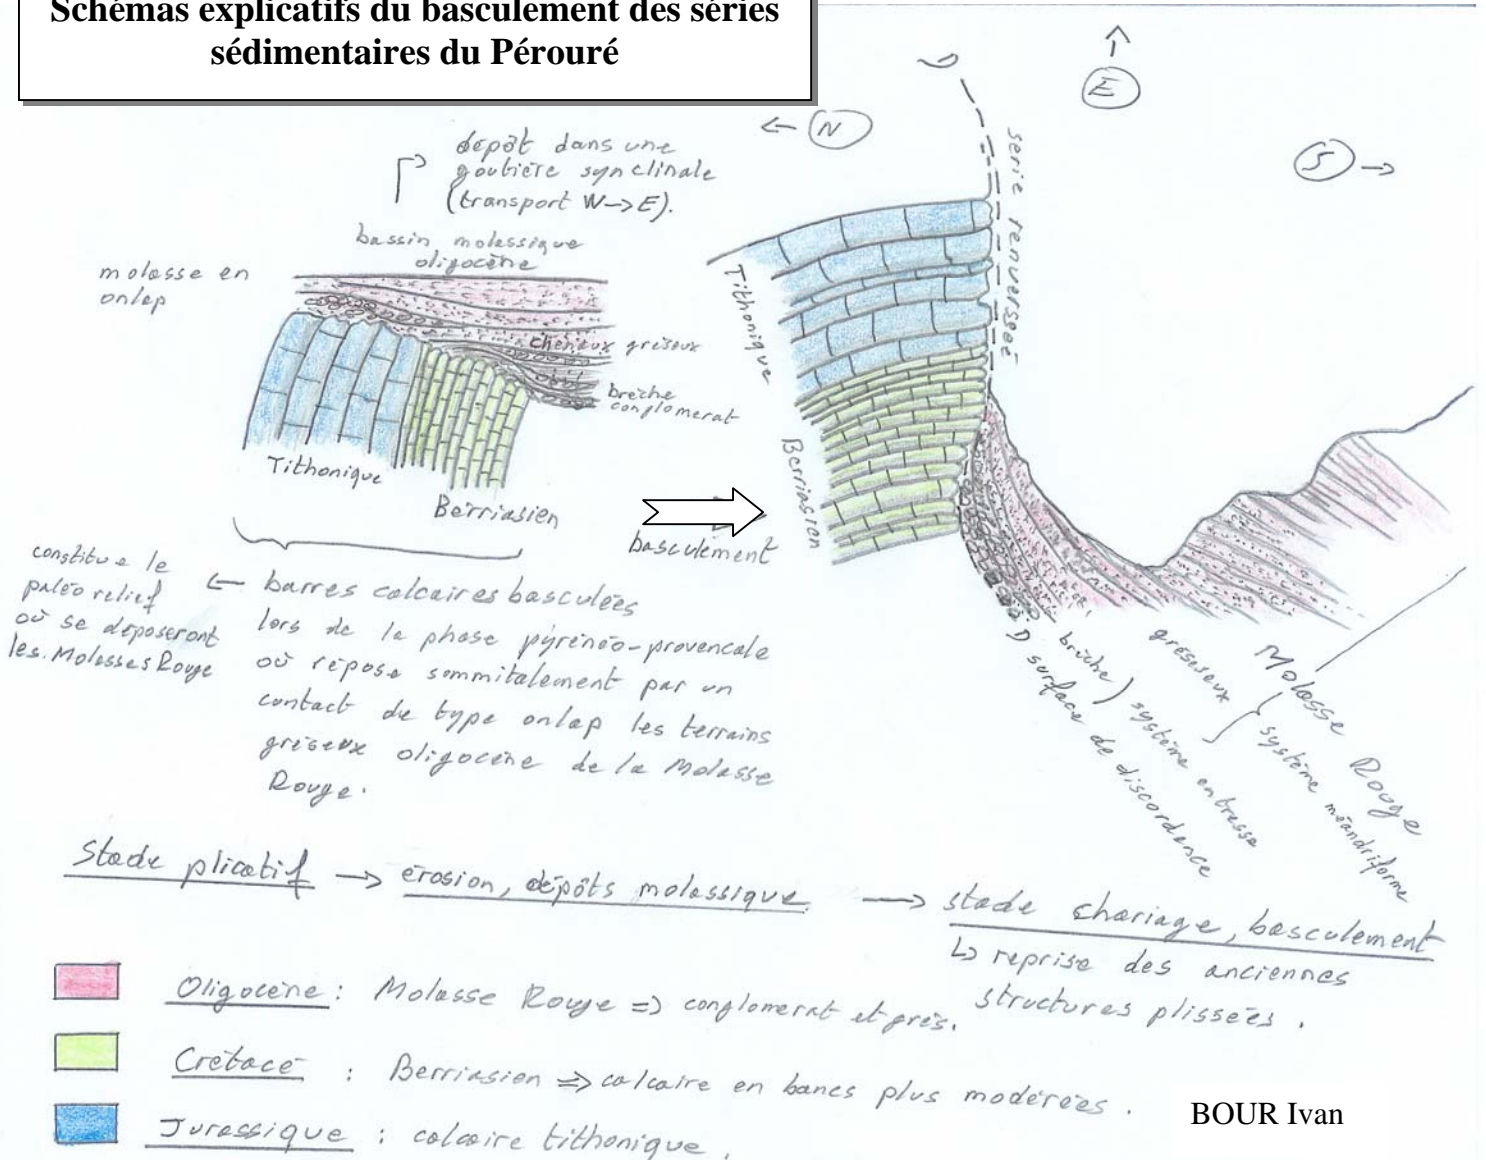 Schémas explicatifs du basculement des séries
sédimentaires du Pérouré
E
← N
S →
dépôt dans une
goutière synclinale
(transport W→E).
bassin molassique
oligocène
molasse en
onlap
chenaux gréseux
brèche
conglomérat
Tithonique
Berriasien
basculement
constitue le
paléorelief
où se déposeront
les Molasses Rouge
← barres calcaires basculées
lors de la phase pyrénéo-provencale
où repose sommitalement par un
contact de type onlap les terrains
gréseux oligocène de la Molasse
Rouge.
série renversée
Tithonique
Berriasien
surface de discordence
brèche } système en tresse
gréseux } système méandriforme
Molasse Rouge
Stade plicatif → érosion, dépôts molassique. → stade chariage, basculement
↳ reprise des anciennes
structures plissées.
Oligocène : Molasse Rouge => conglomérat et grès.
Crétacé : Berriasien => calcaire en bancs plus modérées.
Jurassique : calcaire tithonique.
BOUR Ivan